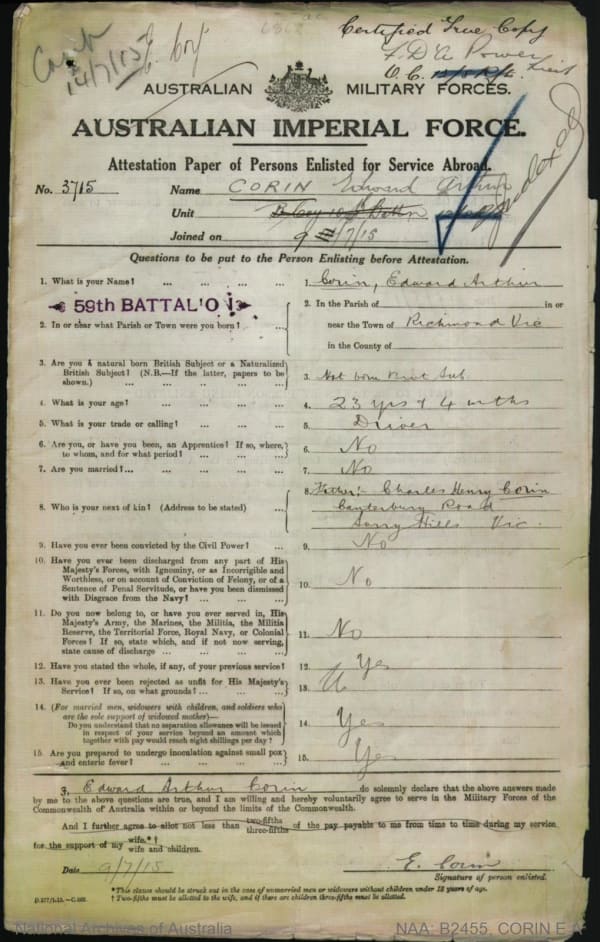 Certified True Copy
F. D'A Power
Lieut
O.C.
14/7/15
AUSTRALIAN MILITARY FORCES.
AUSTRALIAN IMPERIAL FORCE.
Attestation Paper of Persons Enlisted for Service Abroad.
No. 3715 Name CORIN Edward Arthur
Unit
Joined on 9/7/15
Indexed
Questions to be put to the Person Enlisting before Attestation.
1. What is your Name? ... ... ... ... 1. Corin, Edward Arthur
59th BATTAL'ON
2. In the Parish of in or
2. In or near what Parish or Town were you born? ... near the Town of Richmond Vic
in the County of
3. Are you a natural born British Subject or a Naturalized
British Subject? (N.B.—If the latter, papers to be
shown.) ... ... ... ... 3. Nat born Brit Sub.
4. What is your age? ... ... ... ... 4. 23 yrs & 4 mths
5. What is your trade or calling? ... ... ... 5. Driver
6. Are you, or have you been, an Apprentice? If so, where,
to whom, and for what period? ... ... ... 6. No
7. Are you married?... ... ... ... ... 7. No
8. Who is your next of kin? (Address to be stated) ... 8. Father:- Charles Henry Corin
Canterbury Road
Surry Hills Vic.
9. Have you ever been convicted by the Civil Power? ... 9. No
10. Have you ever been discharged from any part of His
Majesty's Forces, with Ignominy, or as Incorrigible and
Worthless, or on account of Conviction of Felony, or of a
Sentence of Penal Servitude, or have you been dismissed
with Disgrace from the Navy? ... ... ... 10. No
11. Do you now belong to, or have you ever served in, His
Majesty's Army, the Marines, the Militia, the Militia
Reserve, the Territorial Force, Royal Navy, or Colonial
Forces? If so, state which, and if not now serving,
state cause of discharge ... ... ... ... 11. No
12. Have you stated the whole, if any, of your previous service? 12. Yes
13. Have you ever been rejected as unfit for His Majesty's
Service? If so, on what grounds? ... ... ... 13.
14. (For married men, widowers with children, and soldiers who
are the sole support of widowed mother)—
Do you understand that no separation allowance will be issued
in respect of your service beyond an amount which
together with pay would reach eight shillings per day? 14. Yes
15. Are you prepared to undergo inoculation against small pox
and enteric fever? ... ... ... ... 15. Yes
I, Edward Arthur Corin do solemnly declare that the above answers made
by me to the above questions are true, and I am willing and hereby voluntarily agree to serve in the Military Forces of the
Commonwealth of Australia within or beyond the limits of the Commonwealth.
And I further agree to allot not less than two-fifths three-fifths of the pay payable to me from time to time during my service
for the support of my wife.*† wife and children.
Date 9/7/15 E. Corin
Signature of person enlisted.
*This clause should be struck out in the case of unmarried men or widowers without children under 18 years of age.
† Two-fifths must be allotted to the wife, and if there are children three-fifths must be allotted.
National Archives of Australia NAA: B2455, CORIN E A